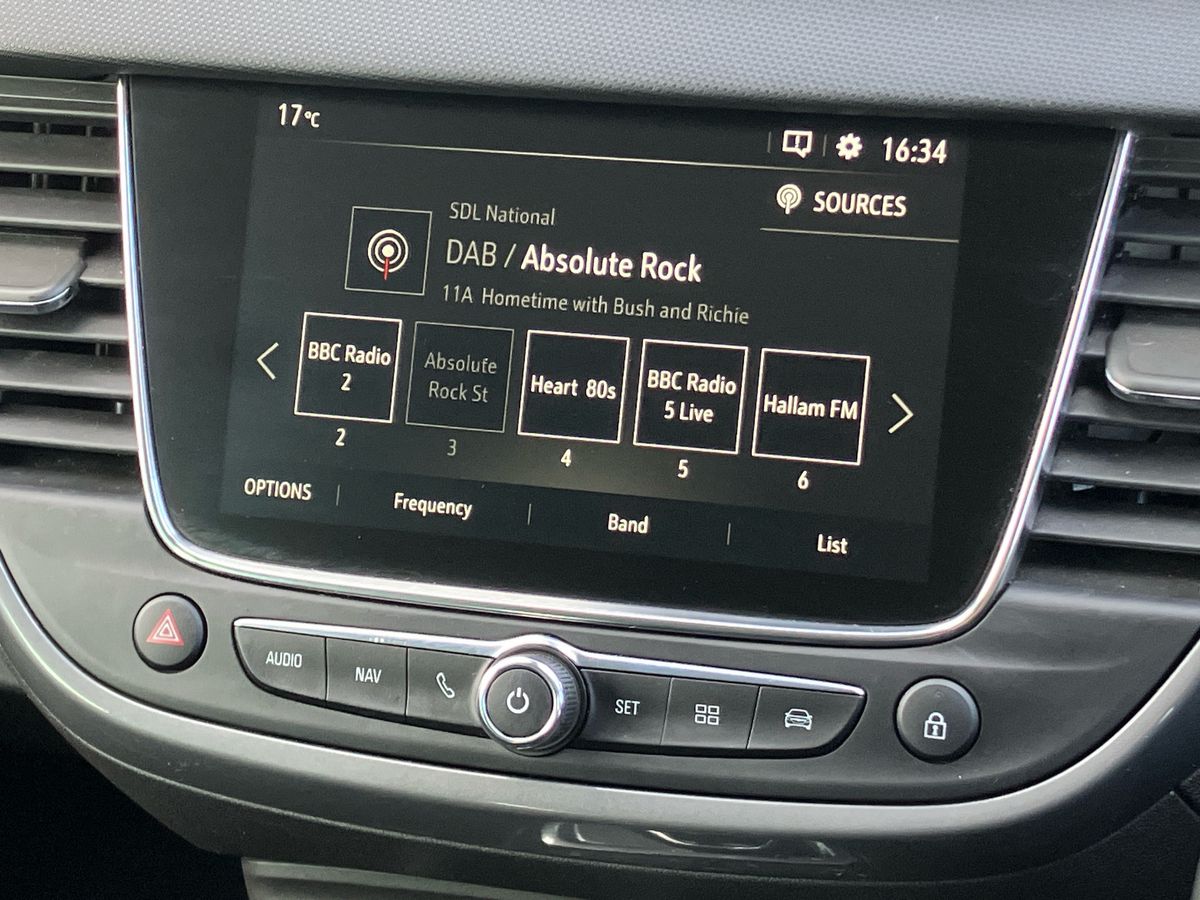 17°C
16:34
SOURCES
SDL National
DAB / Absolute Rock
11A Hometime with Bush and Richie
BBC Radio
2
Absolute
Rock St
Heart 80s
BBC Radio
5 Live
Hallam FM
2
3
4
5
6
OPTIONS
Frequency
Band
List
AUDIO
NAV
SET